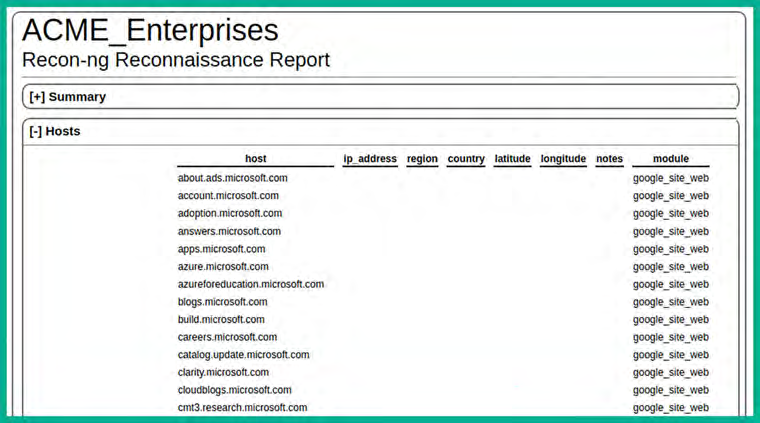 ACME_Enterprises
Recon-ng Reconnaissance Report
[+] Summary
[-] Hosts
host ip_address region country latitude longitude notes module
about.ads.microsoft.com google_site_web
account.microsoft.com google_site_web
adoption.microsoft.com google_site_web
answers.microsoft.com google_site_web
apps.microsoft.com google_site_web
azure.microsoft.com google_site_web
azureforeducation.microsoft.com google_site_web
blogs.microsoft.com google_site_web
build.microsoft.com google_site_web
careers.microsoft.com google_site_web
catalog.update.microsoft.com google_site_web
clarity.microsoft.com google_site_web
cloudblogs.microsoft.com google_site_web
cmt3.research.microsoft.com google_site_web